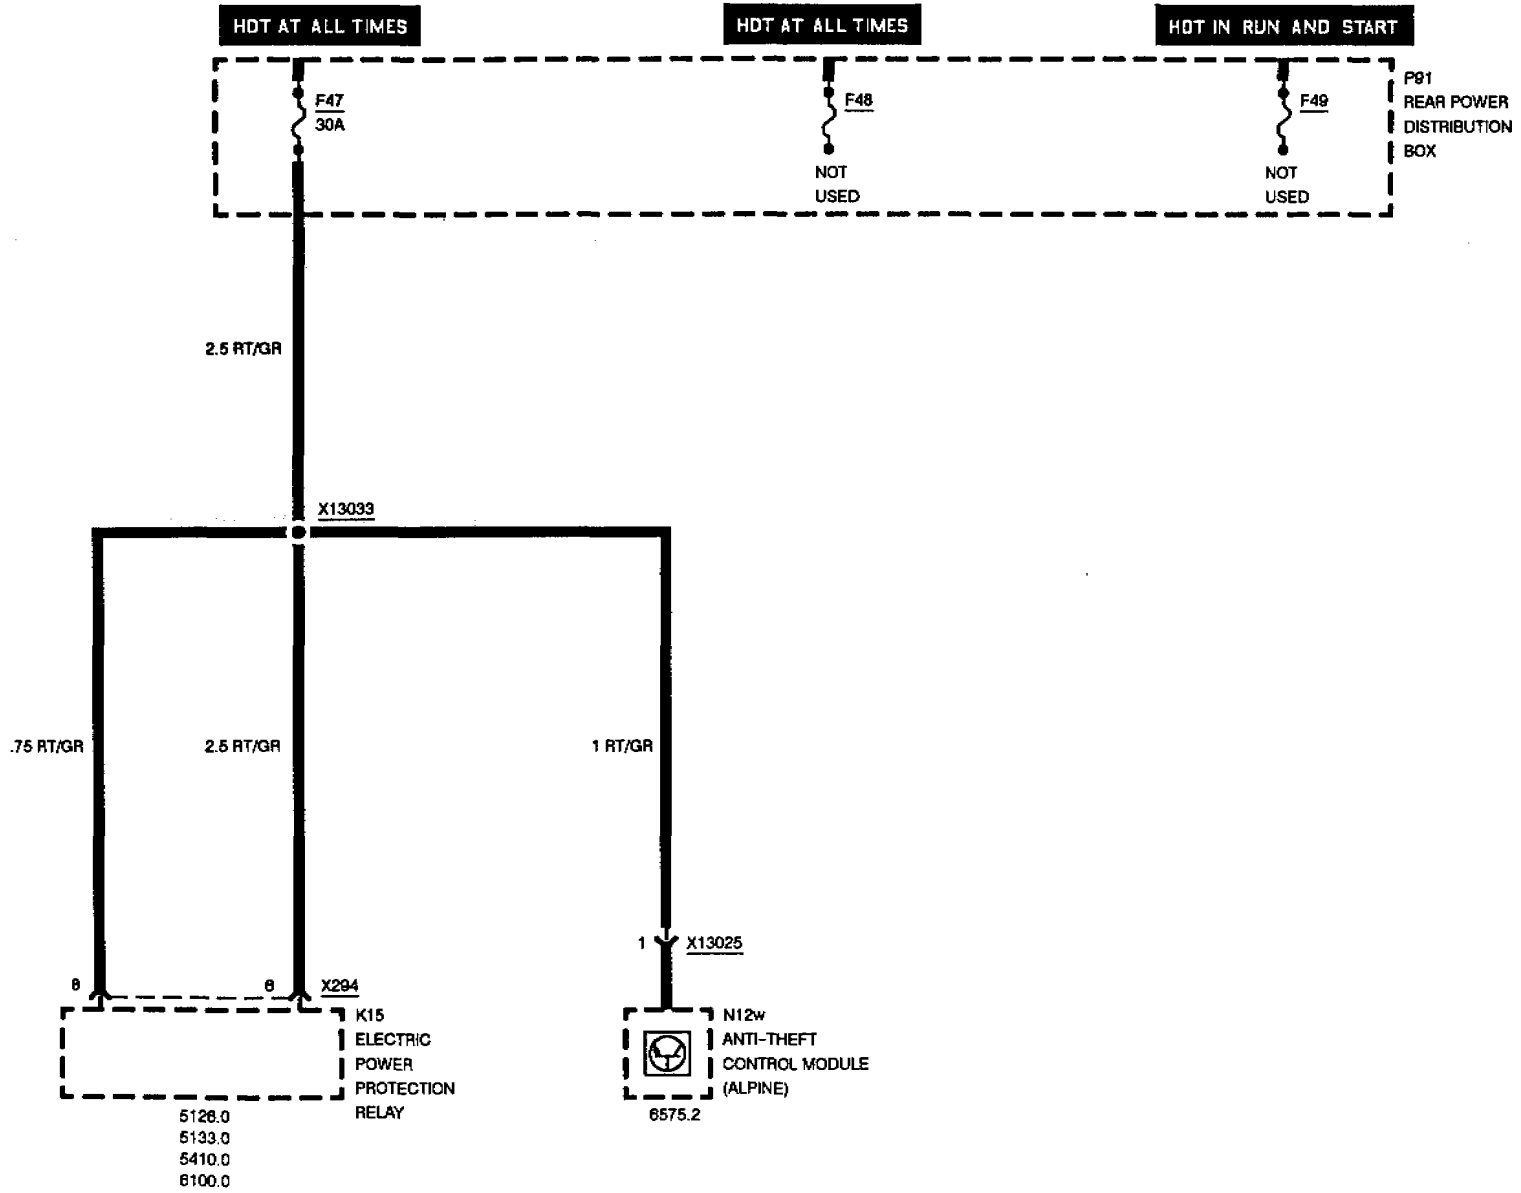 HOT AT ALL TIMES
HOT AT ALL TIMES
HOT IN RUN AND START
F47
30A
F48
NOT
USED
F49
NOT
USED
P91
REAR POWER
DISTRIBUTION
BOX
2.5 RT/GR
X13033
.75 RT/GR
2.5 RT/GR
1 RT/GR
1
X13025
8
6
X294
K15
ELECTRIC
POWER
PROTECTION
RELAY
5126.0
5133.0
5410.0
6100.0
N12w
ANTI-THEFT
CONTROL MODULE
(ALPINE)
6575.2